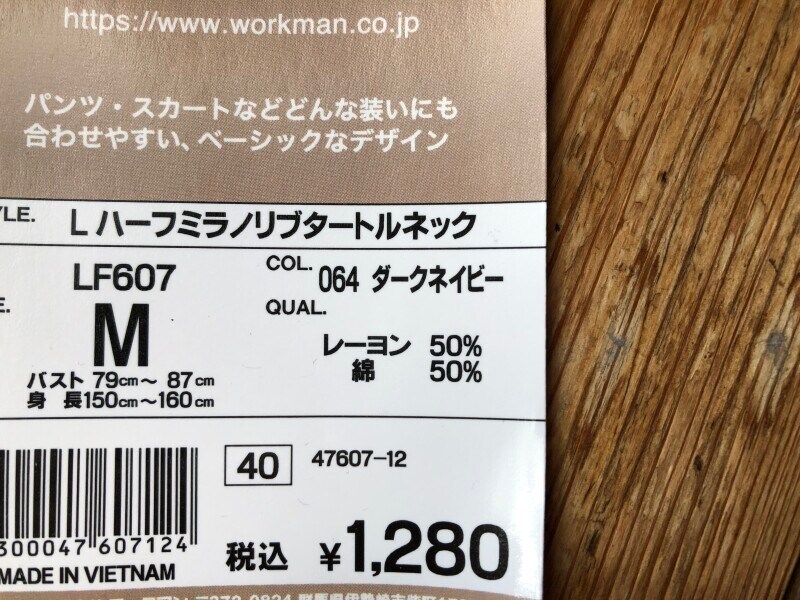 https://www.workman.co.jp
パンツ・スカートなどどんな装いにも
合わせやすい、ベーシックなデザイン
YLE. Lハーフミラノリブタートルネック
LF607 COL. 064 ダークネイビー
E. M QUAL.
レーヨン 50%
綿 50%
バスト 79cm～ 87cm
身 長150cm～160cm
40 47607-12
300047 607124
税込 ¥1,280
MADE IN VIETNAM